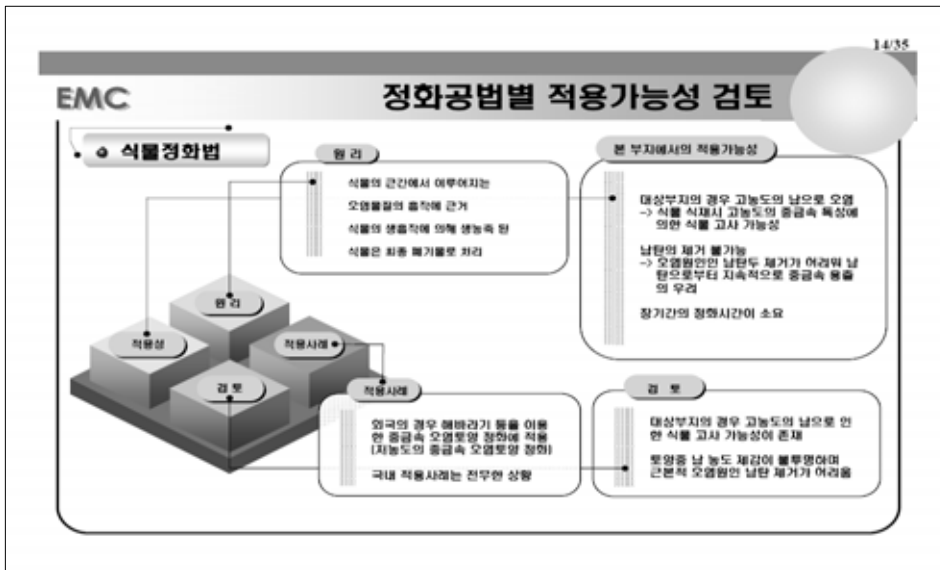 14/35
EMC
정화공법별 적용가능성 검토
식물정화법
원 리
식물의 근간에서 이루어지는
오염물질의 흡착에 근거
식물의 생흡착에 의해 생농축 된
식물은 최종 폐기물로 처리
본 부지에서의 적용가능성
대상부지의 경우 고농도의 납으로 오염
-> 식물 식재시 고농도의 중금속 특성에
의한 식물 고사 가능성
납탄의 제거 불가능
-> 오염원인인 납탄두 제거가 어려워 납
탄으로부터 지속적으로 중금속 용출
의 우려
장기간의 정화시간이 소요
원 리
적용성
적용사례
검 토
적용사례
외국의 경우 해바라기 등을 이용
한 중금속 오염토양 정화에 적용
(저농도의 중금속 오염토양 정화)
국내 적용사례는 전무한 상황
검 토
대상부지의 경우 고농도의 납으로 인
한 식물 고사 가능성이 존재
토양중 납 농도 저감이 불투명하며
근본적 오염원인 납탄 제거가 어려움